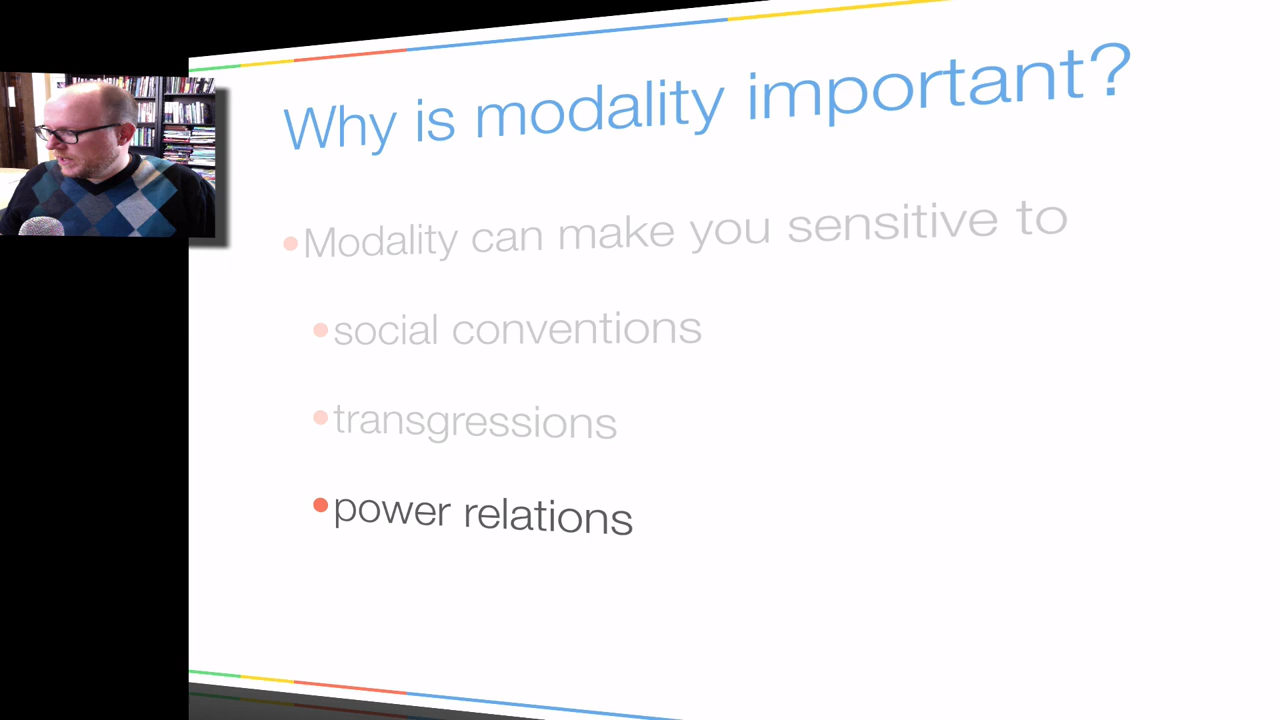 Why is modality important?
Modality can make you sensitive to
social conventions
transgressions
power relations